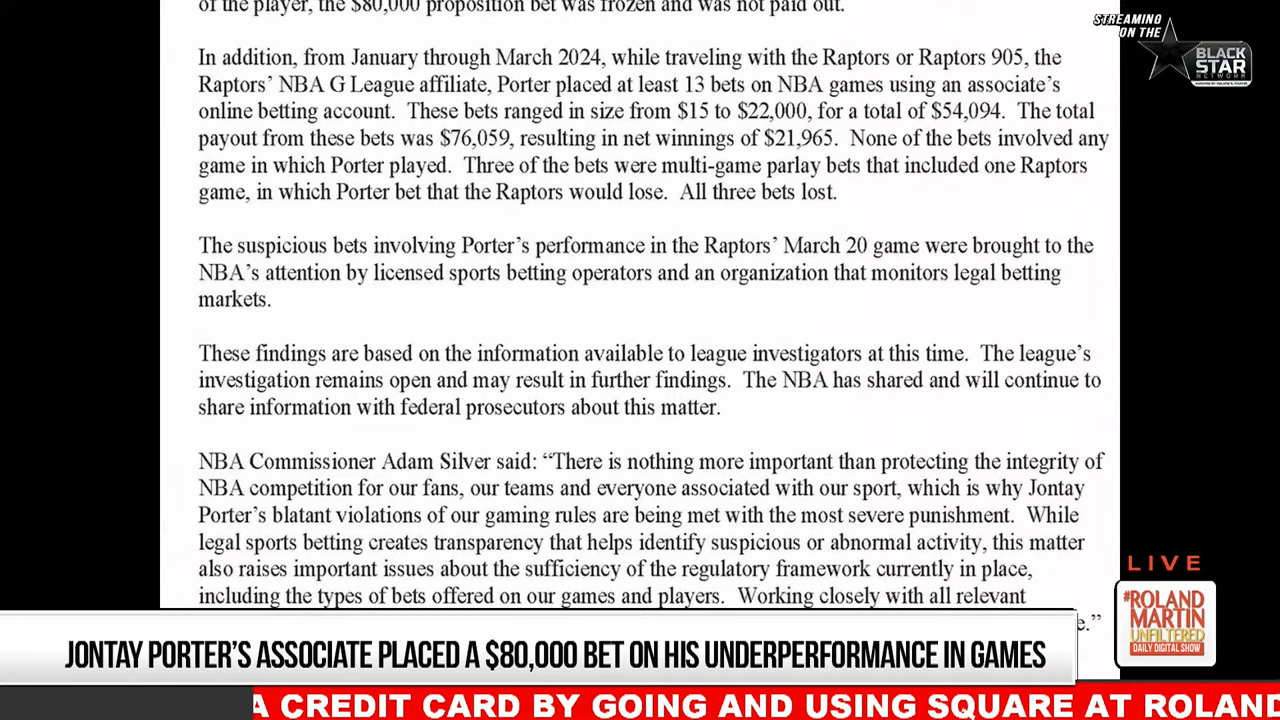 of the player, the $80,000 proposition bet was frozen and was not paid out.
STREAMING
ON THE
BLACK
STAR
NETWORK
In addition, from January through March 2024, while traveling with the Raptors or Raptors 905, the
Raptors' NBA G League affiliate, Porter placed at least 13 bets on NBA games using an associate's
online betting account.  These bets ranged in size from $15 to $22,000, for a total of $54,094.  The total
payout from these bets was $76,059, resulting in net winnings of $21,965.  None of the bets involved any
game in which Porter played.  Three of the bets were multi-game parlay bets that included one Raptors
game, in which Porter bet that the Raptors would lose.  All three bets lost.
The suspicious bets involving Porter's performance in the Raptors' March 20 game were brought to the
NBA's attention by licensed sports betting operators and an organization that monitors legal betting
markets.
These findings are based on the information available to league investigators at this time.  The league's
investigation remains open and may result in further findings.  The NBA has shared and will continue to
share information with federal prosecutors about this matter.
NBA Commissioner Adam Silver said: “There is nothing more important than protecting the integrity of
NBA competition for our fans, our teams and everyone associated with our sport, which is why Jontay
Porter's blatant violations of our gaming rules are being met with the most severe punishment.  While
legal sports betting creates transparency that helps identify suspicious or abnormal activity, this matter
also raises important issues about the sufficiency of the regulatory framework currently in place,
including the types of bets offered on our games and players.  Working closely with all relevant
e.”
LIVE
#ROLAND
MARTIN
UNFILTERED
DAILY DIGITAL SHOW
JONTAY PORTER'S ASSOCIATE PLACED A $80,000 BET ON HIS UNDERPERFORMANCE IN GAMES
A CREDIT CARD BY GOING AND USING SQUARE AT ROLAND